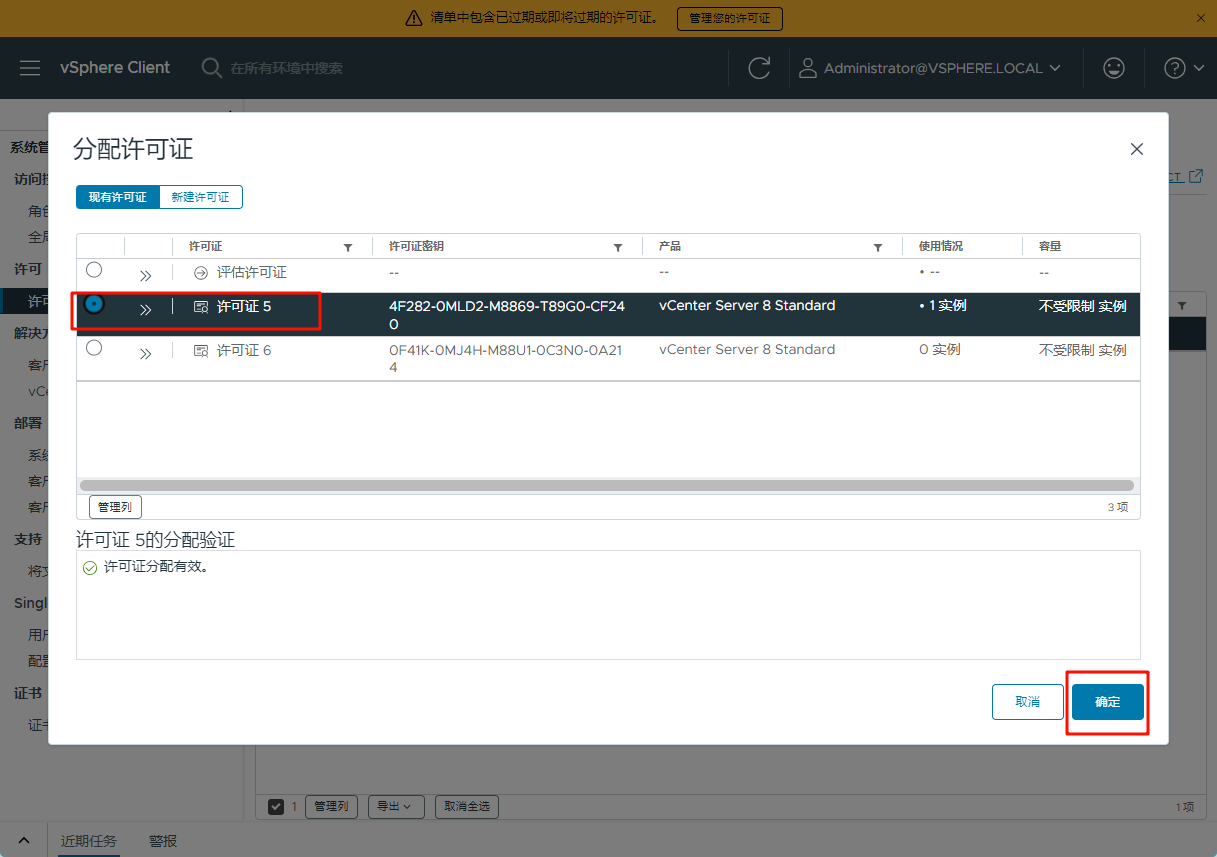 清单中包含已过期或即将过期的许可证。 管理您的许可证
vSphere Client 在所有环境中搜索 Administrator@VSPHERE.LOCAL
分配许可证
现有许可证 新建许可证
许可证 许可证密钥 产品 使用情况 容量
评估许可证 -- -- • -- --
许可证 5 4F282-0MLD2-M8869-T89G0-CF24 vCenter Server 8 Standard • 1 实例 不受限制 实例
0
许可证 6 0F41K-0MJ4H-M88U1-0C3N0-0A21 vCenter Server 8 Standard 0 实例 不受限制 实例
4
管理列 3 项
许可证 5的分配验证
许可证分配有效。
取消 确定
系统管
访问控
角色
全局
许可
许可
解决方
客户
vCe
部署
系统
客户
客户
支持
将文
Singl
用户
配置
证书
证书
1 管理列 导出 取消全选 1项
近期任务 警报